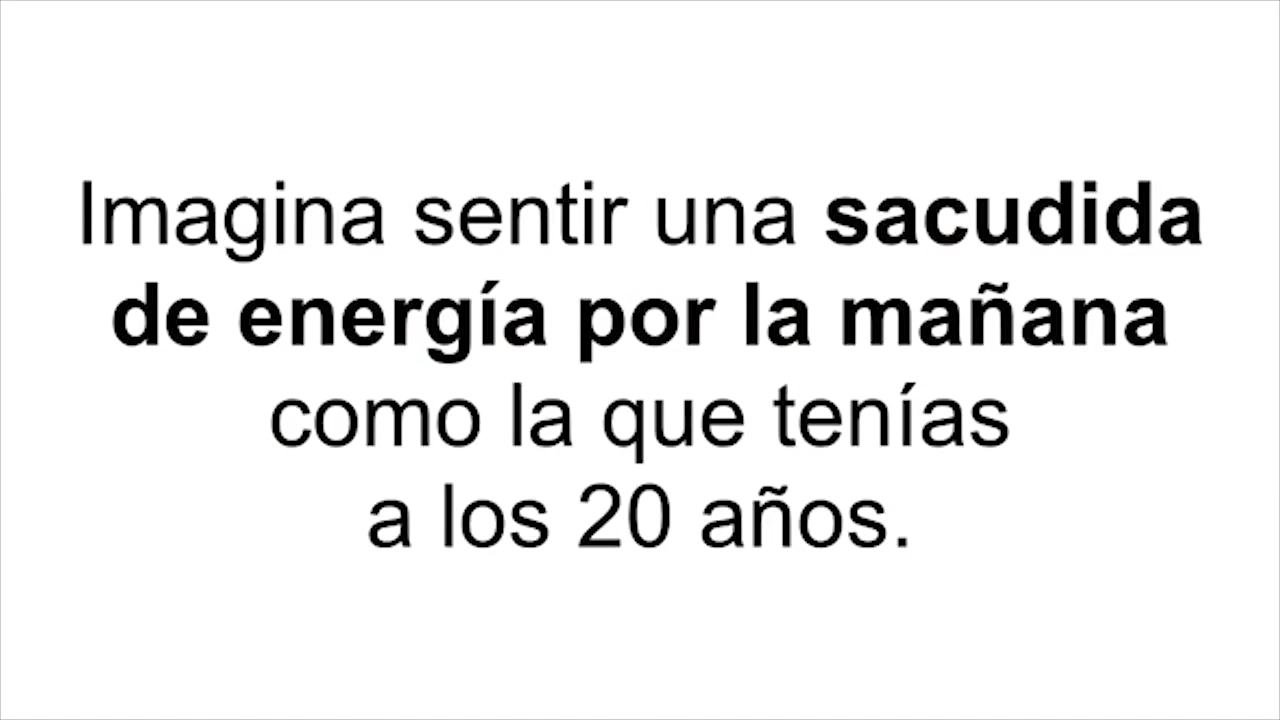 Imagina sentir una sacudida
de energía por la mañana
como la que tenías
a los 20 años.